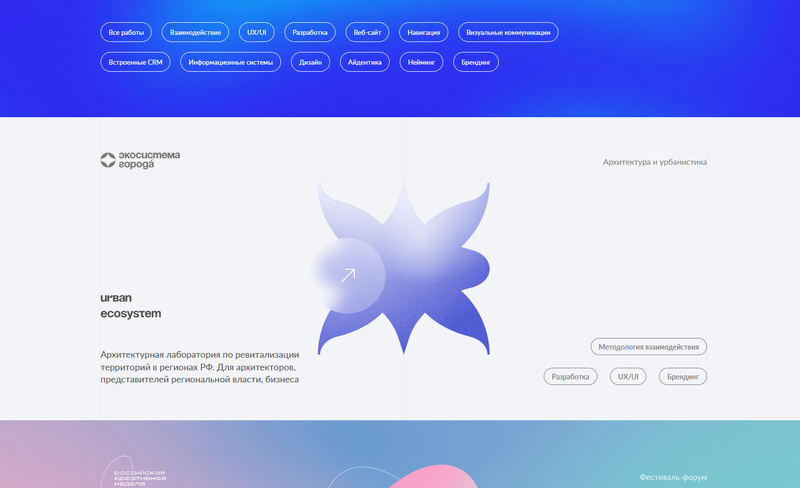 Все работы
Взаимодействие
UX/UI
Разработка
Веб-сайт
Навигация
Визуальные коммуникации
Встроенные CRM
Информационные системы
Дизайн
Айдентика
Нейминг
Брендинг
экосистема
города
Архитектура и урбанистика
urban
ecosystem
Архитектурная лаборатория по ревитализации
территорий в регионах РФ. Для архитекторов,
представителей региональной власти, бизнеса
Методология взаимодействия
Разработка
UX/UI
Брендинг
российская
креативная
неделя
Фестиваль-форум